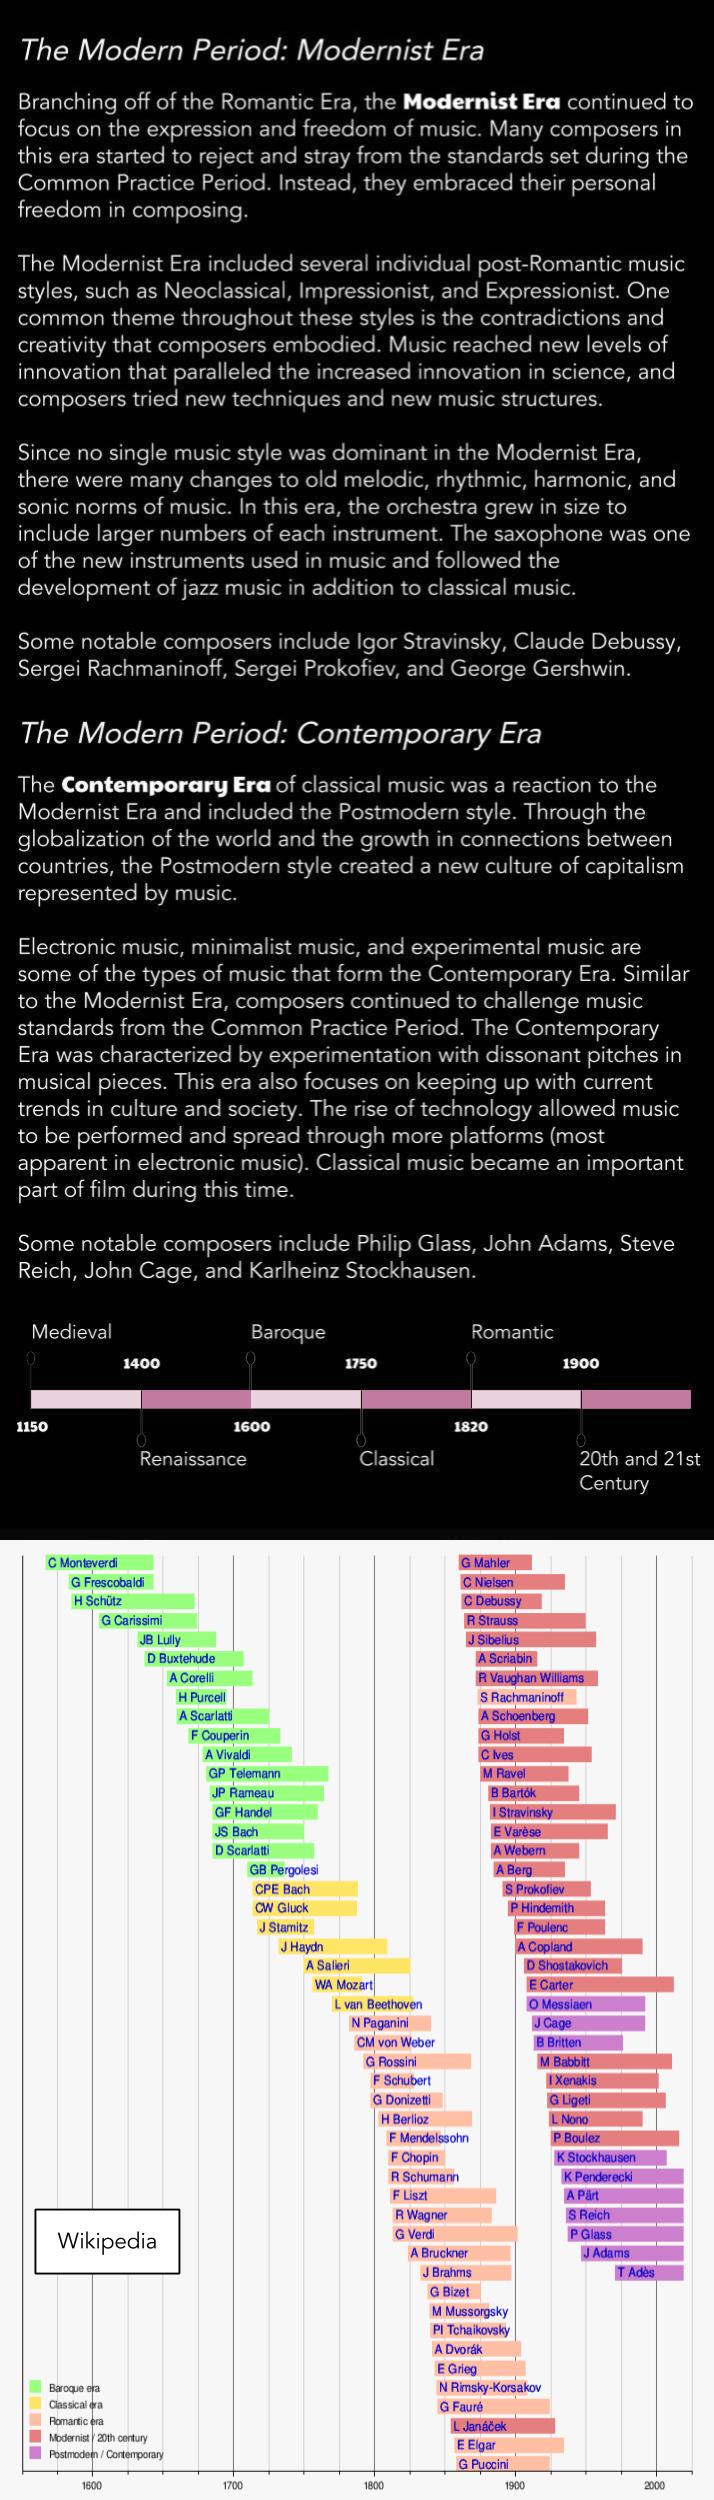 The Modern Period: Modernist Era
Branching off of the Romantic Era, the Modernist Era continued to
focus on the expression and freedom of music. Many composers in
this era started to reject and stray from the standards set during the
Common Practice Period. Instead, they embraced their personal
freedom in composing.
The Modernist Era included several individual post-Romantic music
styles, such as Neoclassical, Impressionist, and Expressionist. One
common theme throughout these styles is the contradictions and
creativity that composers embodied. Music reached new levels of
innovation that paralleled the increased innovation in science, and
composers tried new techniques and new music structures.
Since no single music style was dominant in the Modernist Era,
there were many changes to old melodic, rhythmic, harmonic, and
sonic norms of music. In this era, the orchestra grew in size to
include larger numbers of each instrument. The saxophone was one
of the new instruments used in music and followed the
development of jazz music in addition to classical music.
Some notable composers include Igor Stravinsky, Claude Debussy,
Sergei Rachmaninoff, Sergei Prokofiev, and George Gershwin.
The Modern Period: Contemporary Era
The Contemporary Era of classical music was a reaction to the
Modernist Era and included the Postmodern style. Through the
globalization of the world and the growth in connections between
countries, the Postmodern style created a new culture of capitalism
represented by music.
Electronic music, minimalist music, and experimental music are
some of the types of music that form the Contemporary Era. Similar
to the Modernist Era, composers continued to challenge music
standards from the Common Practice Period. The Contemporary
Era was characterized by experimentation with dissonant pitches in
musical pieces. This era also focuses on keeping up with current
trends in culture and society. The rise of technology allowed music
to be performed and spread through more platforms (most
apparent in electronic music). Classical music became an important
part of film during this time.
Some notable composers include Philip Glass, John Adams, Steve
Reich, John Cage, and Karlheinz Stockhausen.
Medieval Baroque Romantic
1400 1750 1900
1150 1600 1820
Renaissance Classical 20th and 21st
Century
C Monteverdi
G Frescobaldi
H Schütz
G Carissimi
JB Lully
D Buxtehude
A Corelli
H Purcell
A Scarlatti
F Couperin
A Vivaldi
GP Telemann
JP Rameau
GF Handel
JS Bach
D Scarlatti
GB Pergolesi
CPE Bach
CW Gluck
J Stamitz
J Haydn
A Salieri
WA Mozart
L van Beethoven
N Paganini
CM von Weber
G Rossini
F Schubert
G Donizetti
H Berlioz
F Mendelssohn
F Chopin
R Schumann
F Liszt
R Wagner
G Verdi
A Bruckner
J Brahms
G Bizet
M Mussorgsky
PI Tchaikovsky
A Dvorák
E Grieg
N Rimsky-Korsakov
G Fauré
L Janáček
E Elgar
G Puccini
G Mahler
C Nielsen
C Debussy
R Strauss
J Sibelius
A Scriabin
R Vaughan Williams
S Rachmaninoff
A Schoenberg
G Holst
C Ives
M Ravel
B Bartók
I Stravinsky
E Varèse
A Webern
A Berg
S Prokofiev
P Hindemith
F Poulenc
A Copland
D Shostakovich
E Carter
O Messiaen
J Cage
B Britten
M Babbitt
I Xenakis
G Ligeti
L Nono
P Boulez
K Stockhausen
K Penderecki
A Pärt
S Reich
P Glass
J Adams
T Adès
Wikipedia
Baroque era
Classical era
Romantic era
Modernist / 20th century
Postmodern / Contemporary
1600 1700 1800 1900 2000